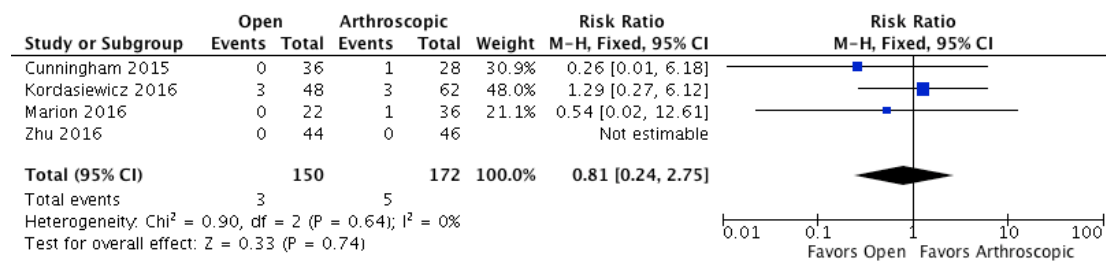 Open Arthroscopic Risk Ratio Risk Ratio
Study or Subgroup Events Total Events Total Weight M-H, Fixed, 95% CI M-H, Fixed, 95% CI
Cunningham 2015 0 36 1 28 30.9% 0.26 [0.01, 6.18]
Kordasiewicz 2016 3 48 3 62 48.0% 1.29 [0.27, 6.12]
Marion 2016 0 22 1 36 21.1% 0.54 [0.02, 12.61]
Zhu 2016 0 44 0 46 Not estimable
Total (95% CI) 150 172 100.0% 0.81 [0.24, 2.75]
Total events 3 5
Heterogeneity: Chi² = 0.90, df = 2 (P = 0.64); I² = 0%
Test for overall effect: Z = 0.33 (P = 0.74)
0.01 0.1 1 10 100
Favors Open Favors Arthroscopic